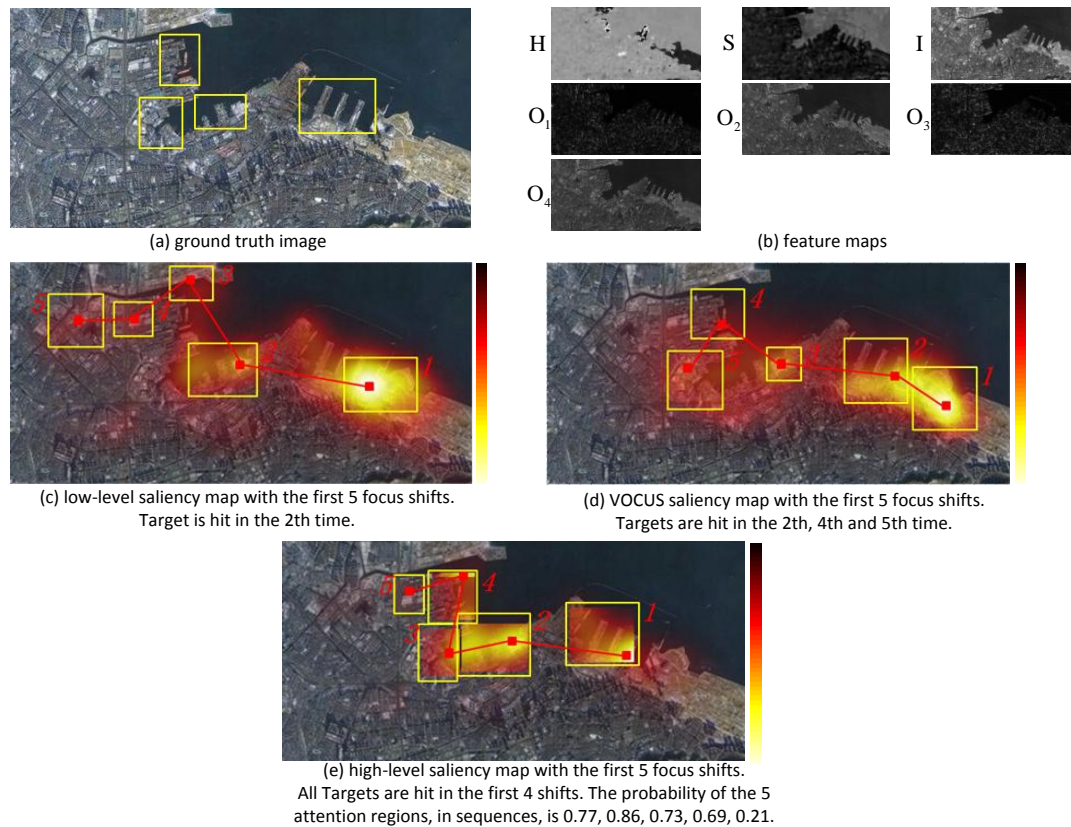 H
S
I
O1
O2
O3
O4
(a) ground truth image
(b) feature maps
5
4
3
2
1
(c) low-level saliency map with the first 5 focus shifts.
Target is hit in the 2th time.
4
5
3
2
1
(d) VOCUS saliency map with the first 5 focus shifts.
Targets are hit in the 2th, 4th and 5th time.
5
4
3
2
1
(e) high-level saliency map with the first 5 focus shifts.
All Targets are hit in the first 4 shifts. The probability of the 5
attention regions, in sequences, is 0.77, 0.86, 0.73, 0.69, 0.21.